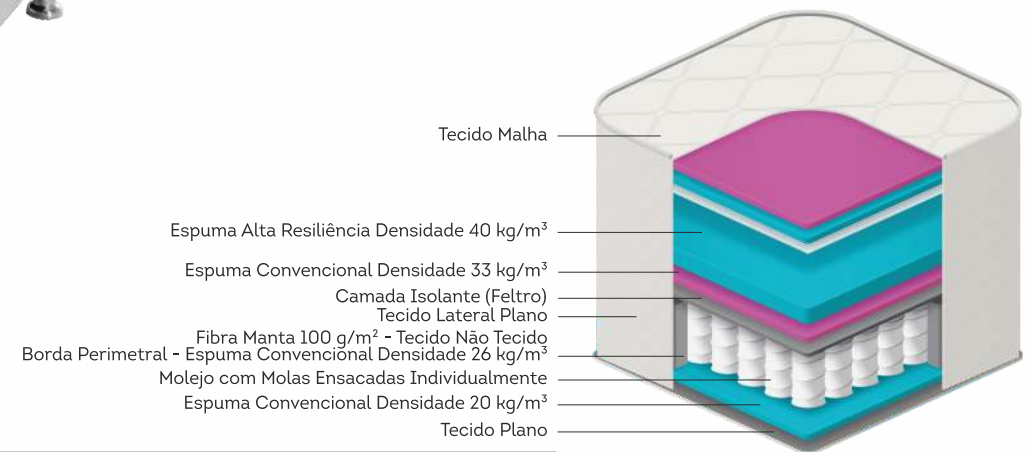 Tecido Malha
Espuma Alta Resiliência Densidade 40 kg/m³
Espuma Convencional Densidade 33 kg/m³
Camada Isolante (Feltro)
Tecido Lateral Plano
Fibra Manta 100 g/m² - Tecido Não Tecido
Borda Perimetral - Espuma Convencional Densidade 26 kg/m³
Molejo com Molas Ensacadas Individualmente
Espuma Convencional Densidade 20 kg/m³
Tecido Plano